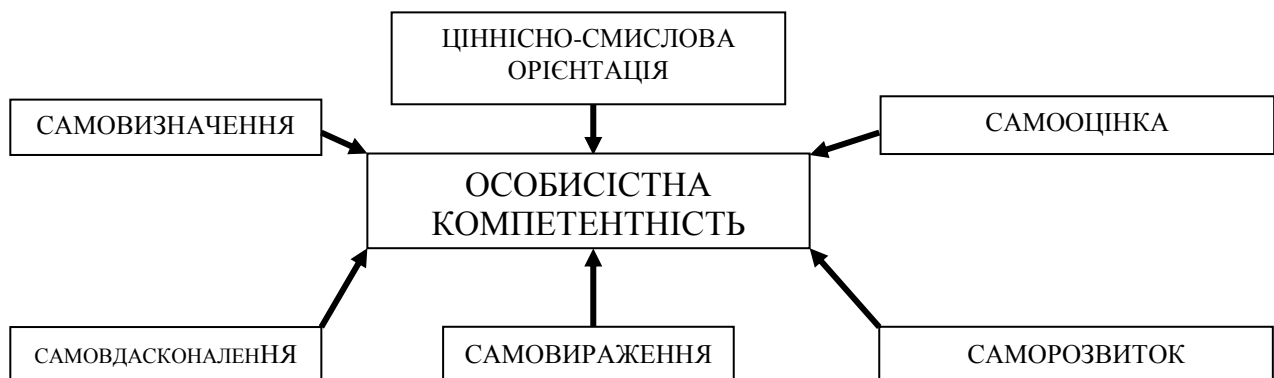 ЦІННІСНО-СМИСЛОВА
ОРІЄНТАЦІЯ
САМОВИЗНАЧЕННЯ
САМООЦІНКА
ОСОБИСІСТНА
КОМПЕТЕНТНІСТЬ
САМОВДАСКОНАЛЕННЯ
САМОВИРАЖЕННЯ
САМОРОЗВИТОК